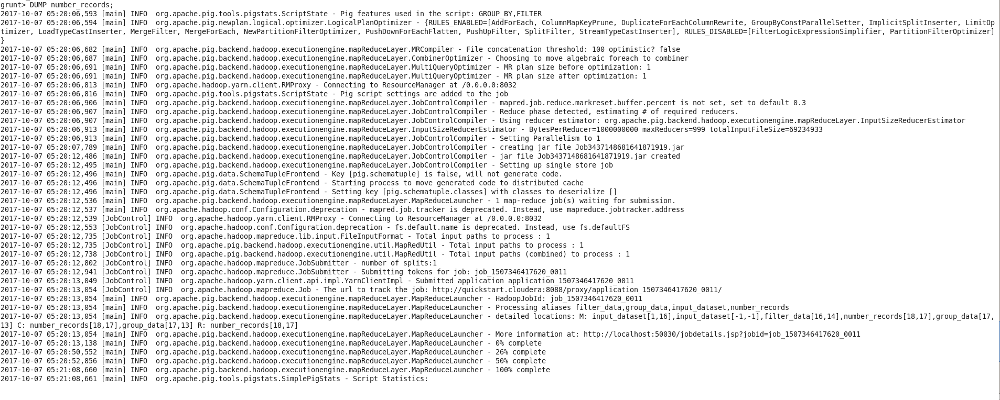 grunt> DUMP number_records;
2017-10-07 05:20:06,593 [main] INFO  org.apache.pig.tools.pigstats.ScriptState - Pig features used in the script: GROUP_BY,FILTER
2017-10-07 05:20:06,594 [main] INFO  org.apache.pig.newplan.logical.optimizer.LogicalPlanOptimizer - {RULES_ENABLED=[AddForEach, ColumnMapKeyPrune, DuplicateForEachColumnRewrite, GroupByConstParallelSetter, ImplicitSplitInserter, LimitOp
timizer, LoadTypeCastInserter, MergeFilter, MergeForEach, NewPartitionFilterOptimizer, PushDownForEachFlatten, PushUpFilter, SplitFilter, StreamTypeCastInserter], RULES_DISABLED=[FilterLogicExpressionSimplifier, PartitionFilterOptimizer]
}
2017-10-07 05:20:06,682 [main] INFO  org.apache.pig.backend.hadoop.executionengine.mapReduceLayer.MRCompiler - File concatenation threshold: 100 optimistic? false
2017-10-07 05:20:06,687 [main] INFO  org.apache.pig.backend.hadoop.executionengine.mapReduceLayer.CombinerOptimizer - Choosing to move algebraic foreach to combiner
2017-10-07 05:20:06,691 [main] INFO  org.apache.pig.backend.hadoop.executionengine.mapReduceLayer.MultiQueryOptimizer - MR plan size before optimization: 1
2017-10-07 05:20:06,691 [main] INFO  org.apache.pig.backend.hadoop.executionengine.mapReduceLayer.MultiQueryOptimizer - MR plan size after optimization: 1
2017-10-07 05:20:06,813 [main] INFO  org.apache.hadoop.yarn.client.RMProxy - Connecting to ResourceManager at /0.0.0.0:8032
2017-10-07 05:20:06,816 [main] INFO  org.apache.pig.tools.pigstats.ScriptState - Pig script settings are added to the job
2017-10-07 05:20:06,906 [main] INFO  org.apache.pig.backend.hadoop.executionengine.mapReduceLayer.JobControlCompiler - mapred.job.reduce.markreset.buffer.percent is not set, set to default 0.3
2017-10-07 05:20:06,907 [main] INFO  org.apache.pig.backend.hadoop.executionengine.mapReduceLayer.JobControlCompiler - Reduce phase detected, estimating # of required reducers.
2017-10-07 05:20:06,907 [main] INFO  org.apache.pig.backend.hadoop.executionengine.mapReduceLayer.JobControlCompiler - Using reducer estimator: org.apache.pig.backend.hadoop.executionengine.mapReduceLayer.InputSizeReducerEstimator
2017-10-07 05:20:06,913 [main] INFO  org.apache.pig.backend.hadoop.executionengine.mapReduceLayer.InputSizeReducerEstimator - BytesPerReducer=1000000000 maxReducers=999 totalInputFileSize=69234933
2017-10-07 05:20:06,913 [main] INFO  org.apache.pig.backend.hadoop.executionengine.mapReduceLayer.JobControlCompiler - Setting Parallelism to 1
2017-10-07 05:20:07,789 [main] INFO  org.apache.pig.backend.hadoop.executionengine.mapReduceLayer.JobControlCompiler - creating jar file Job3437148681641871919.jar
2017-10-07 05:20:12,486 [main] INFO  org.apache.pig.backend.hadoop.executionengine.mapReduceLayer.JobControlCompiler - jar file Job3437148681641871919.jar created
2017-10-07 05:20:12,495 [main] INFO  org.apache.pig.backend.hadoop.executionengine.mapReduceLayer.JobControlCompiler - Setting up single store job
2017-10-07 05:20:12,496 [main] INFO  org.apache.pig.data.SchemaTupleFrontend - Key [pig.schematuple] is false, will not generate code.
2017-10-07 05:20:12,496 [main] INFO  org.apache.pig.data.SchemaTupleFrontend - Starting process to move generated code to distributed cache
2017-10-07 05:20:12,496 [main] INFO  org.apache.pig.data.SchemaTupleFrontend - Setting key [pig.schematuple.classes] with classes to deserialize []
2017-10-07 05:20:12,536 [main] INFO  org.apache.pig.backend.hadoop.executionengine.mapReduceLayer.MapReduceLauncher - 1 map-reduce job(s) waiting for submission.
2017-10-07 05:20:12,537 [main] INFO  org.apache.hadoop.conf.Configuration.deprecation - mapred.job.tracker is deprecated. Instead, use mapreduce.jobtracker.address
2017-10-07 05:20:12,539 [JobControl] INFO  org.apache.hadoop.yarn.client.RMProxy - Connecting to ResourceManager at /0.0.0.0:8032
2017-10-07 05:20:12,553 [JobControl] INFO  org.apache.hadoop.conf.Configuration.deprecation - fs.default.name is deprecated. Instead, use fs.defaultFS
2017-10-07 05:20:12,735 [JobControl] INFO  org.apache.hadoop.mapreduce.lib.input.FileInputFormat - Total input paths to process : 1
2017-10-07 05:20:12,735 [JobControl] INFO  org.apache.pig.backend.hadoop.executionengine.util.MapRedUtil - Total input paths to process : 1
2017-10-07 05:20:12,738 [JobControl] INFO  org.apache.pig.backend.hadoop.executionengine.util.MapRedUtil - Total input paths (combined) to process : 1
2017-10-07 05:20:12,802 [JobControl] INFO  org.apache.hadoop.mapreduce.JobSubmitter - number of splits:1
2017-10-07 05:20:12,941 [JobControl] INFO  org.apache.hadoop.mapreduce.JobSubmitter - Submitting tokens for job: job_1507346417620_0011
2017-10-07 05:20:13,049 [JobControl] INFO  org.apache.hadoop.yarn.client.api.impl.YarnClientImpl - Submitted application application_1507346417620_0011
2017-10-07 05:20:13,054 [JobControl] INFO  org.apache.hadoop.mapreduce.Job - The url to track the job: http://quickstart.cloudera:8088/proxy/application_1507346417620_0011/
2017-10-07 05:20:13,054 [main] INFO  org.apache.pig.backend.hadoop.executionengine.mapReduceLayer.MapReduceLauncher - HadoopJobId: job_1507346417620_0011
2017-10-07 05:20:13,054 [main] INFO  org.apache.pig.backend.hadoop.executionengine.mapReduceLayer.MapReduceLauncher - Processing aliases filter_data,group_data,input_dataset,number_records
2017-10-07 05:20:13,054 [main] INFO  org.apache.pig.backend.hadoop.executionengine.mapReduceLayer.MapReduceLauncher - detailed locations: M: input_dataset[1,16],input_dataset[-1,-1],filter_data[16,14],number_records[18,17],group_data[17,
13] C: number_records[18,17],group_data[17,13] R: number_records[18,17]
2017-10-07 05:20:13,054 [main] INFO  org.apache.pig.backend.hadoop.executionengine.mapReduceLayer.MapReduceLauncher - More information at: http://localhost:50030/jobdetails.jsp?jobid=job_1507346417620_0011
2017-10-07 05:20:13,138 [main] INFO  org.apache.pig.backend.hadoop.executionengine.mapReduceLayer.MapReduceLauncher - 0% complete
2017-10-07 05:20:50,552 [main] INFO  org.apache.pig.backend.hadoop.executionengine.mapReduceLayer.MapReduceLauncher - 26% complete
2017-10-07 05:20:52,856 [main] INFO  org.apache.pig.backend.hadoop.executionengine.mapReduceLayer.MapReduceLauncher - 50% complete
2017-10-07 05:21:08,660 [main] INFO  org.apache.pig.backend.hadoop.executionengine.mapReduceLayer.MapReduceLauncher - 100% complete
2017-10-07 05:21:08,661 [main] INFO  org.apache.pig.tools.pigstats.SimplePigStats - Script Statistics: